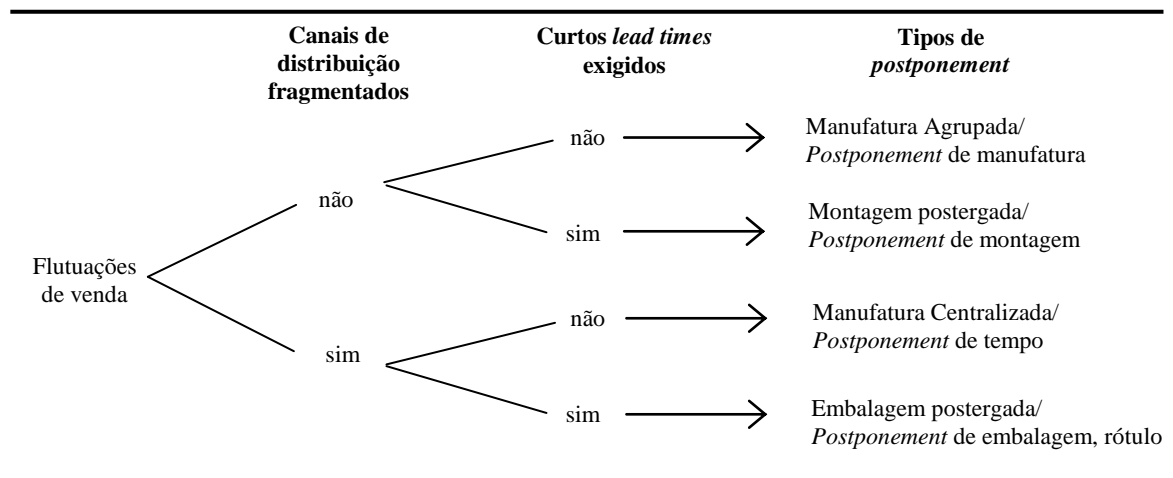 Canais de
distribuição
fragmentados
Curtos lead times
exigidos
Tipos de
postponement
não
Manufatura Agrupada/
Postponement de manufatura
não
sim
Montagem postergada/
Postponement de montagem
Flutuações
de venda
não
Manufatura Centralizada/
Postponement de tempo
sim
sim
Embalagem postergada/
Postponement de embalagem, rótulo